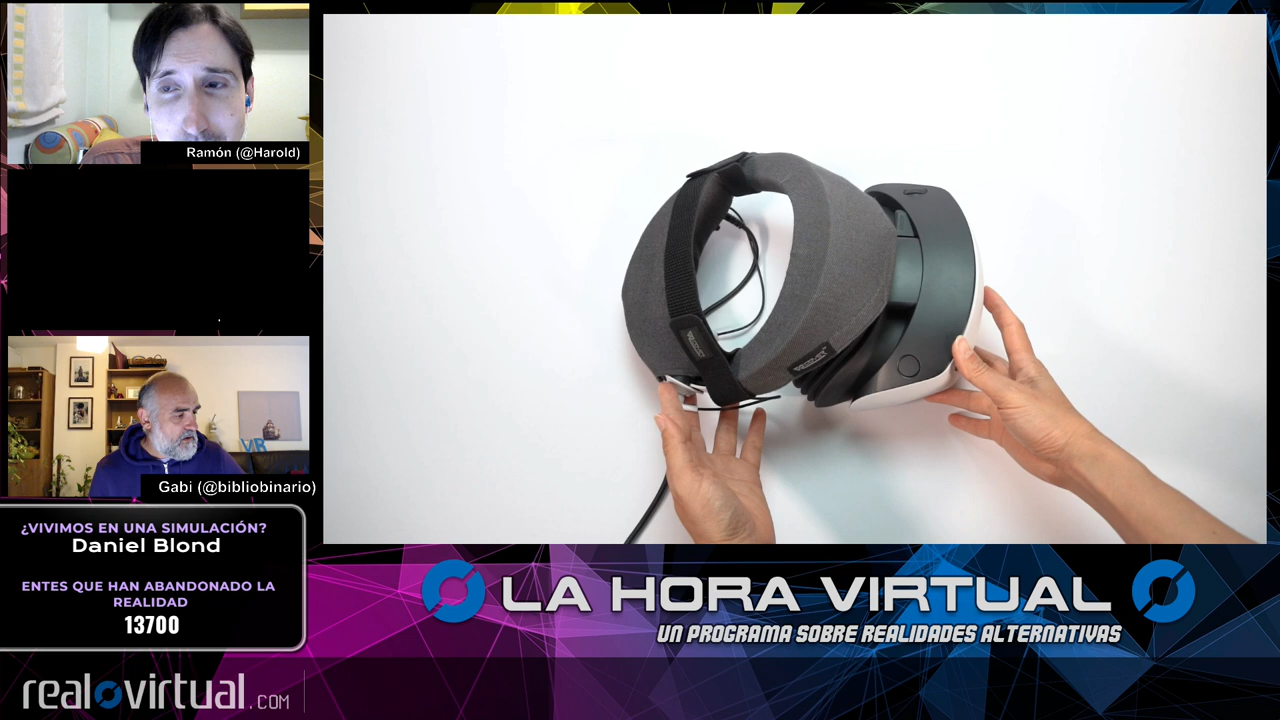 Ramón (@Harold)
VR
Gabi (@bibliobinario)
¿VIVIMOS EN UNA SIMULACIÓN?
Daniel Blond
ENTES QUE HAN ABANDONADO LA
REALIDAD
13700
LA HORA VIRTUAL
UN PROGRAMA SOBRE REALIDADES ALTERNATIVAS
realovirtual.COM